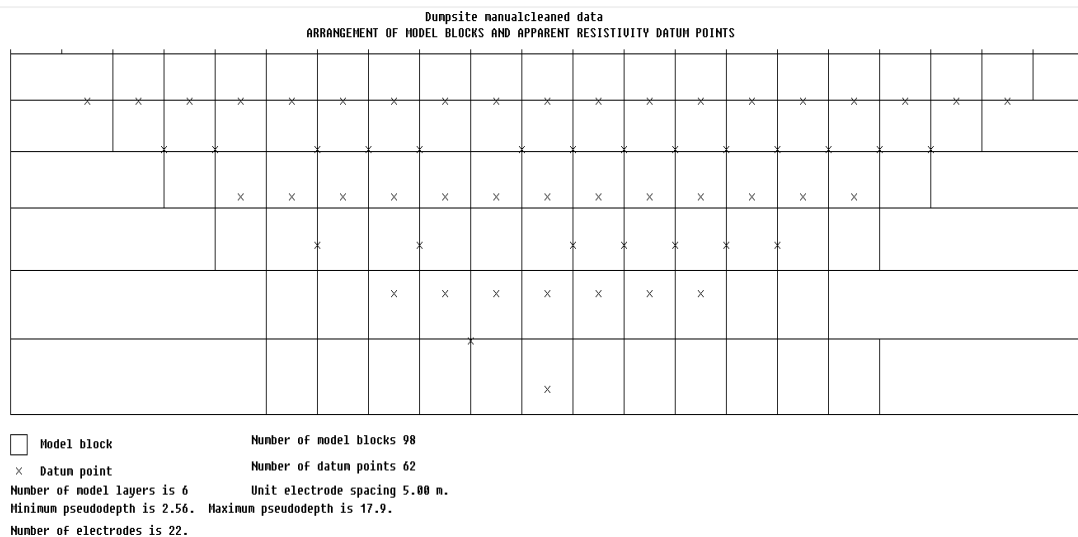 Dumpsite manualcleaned data
ARRANGEMENT OF MODEL BLOCKS AND APPARENT RESISTIVITY DATUM POINTS
Model block
Number of model blocks 98
x Datum point
Number of datum points 62
Number of model layers is 6
Unit electrode spacing 5.00 m.
Minimum pseudodepth is 2.56. Maximum pseudodepth is 17.9.
Number of electrodes is 22.